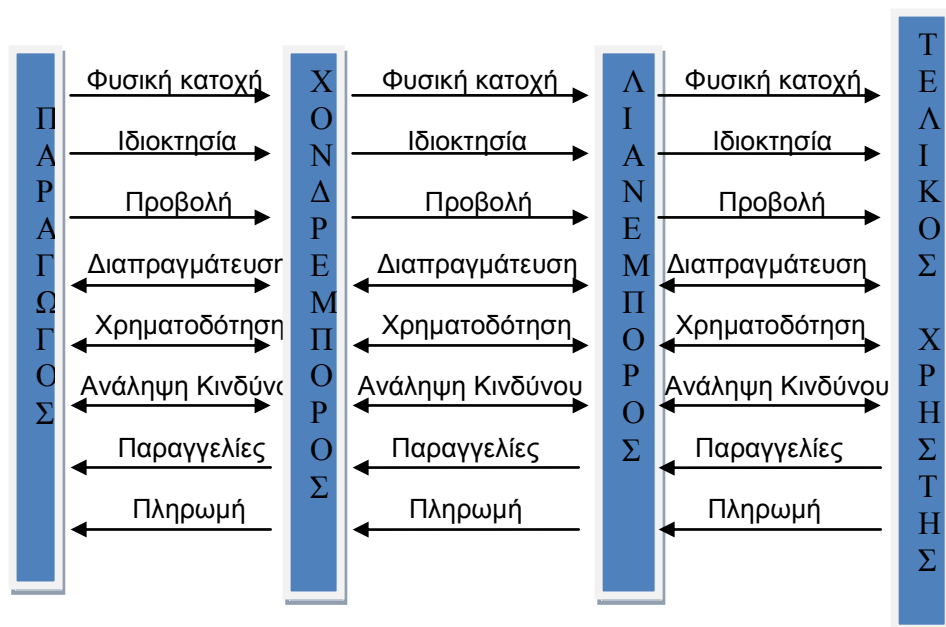 ΠΑΡΑΓΩΓΟΣ
ΧΟΝΔΡΕΜΠΟΡΟΣ
ΛΙΑΝΕΜΠΟΡΟΣ
ΤΕΛΙΚΟΣ ΧΡΗΣΤΗΣ
Φυσική κατοχή Φυσική κατοχή Φυσική κατοχή
Ιδιοκτησία Ιδιοκτησία Ιδιοκτησία
Προβολή Προβολή Προβολή
Διαπραγμάτευση Διαπραγμάτευση Διαπραγμάτευση
Χρηματοδότηση Χρηματοδότηση Χρηματοδότηση
Ανάληψη Κινδύνο Ανάληψη Κινδύνου Ανάληψη Κινδύνου
Παραγγελίες Παραγγελίες Παραγγελίες
Πληρωμή Πληρωμή Πληρωμή